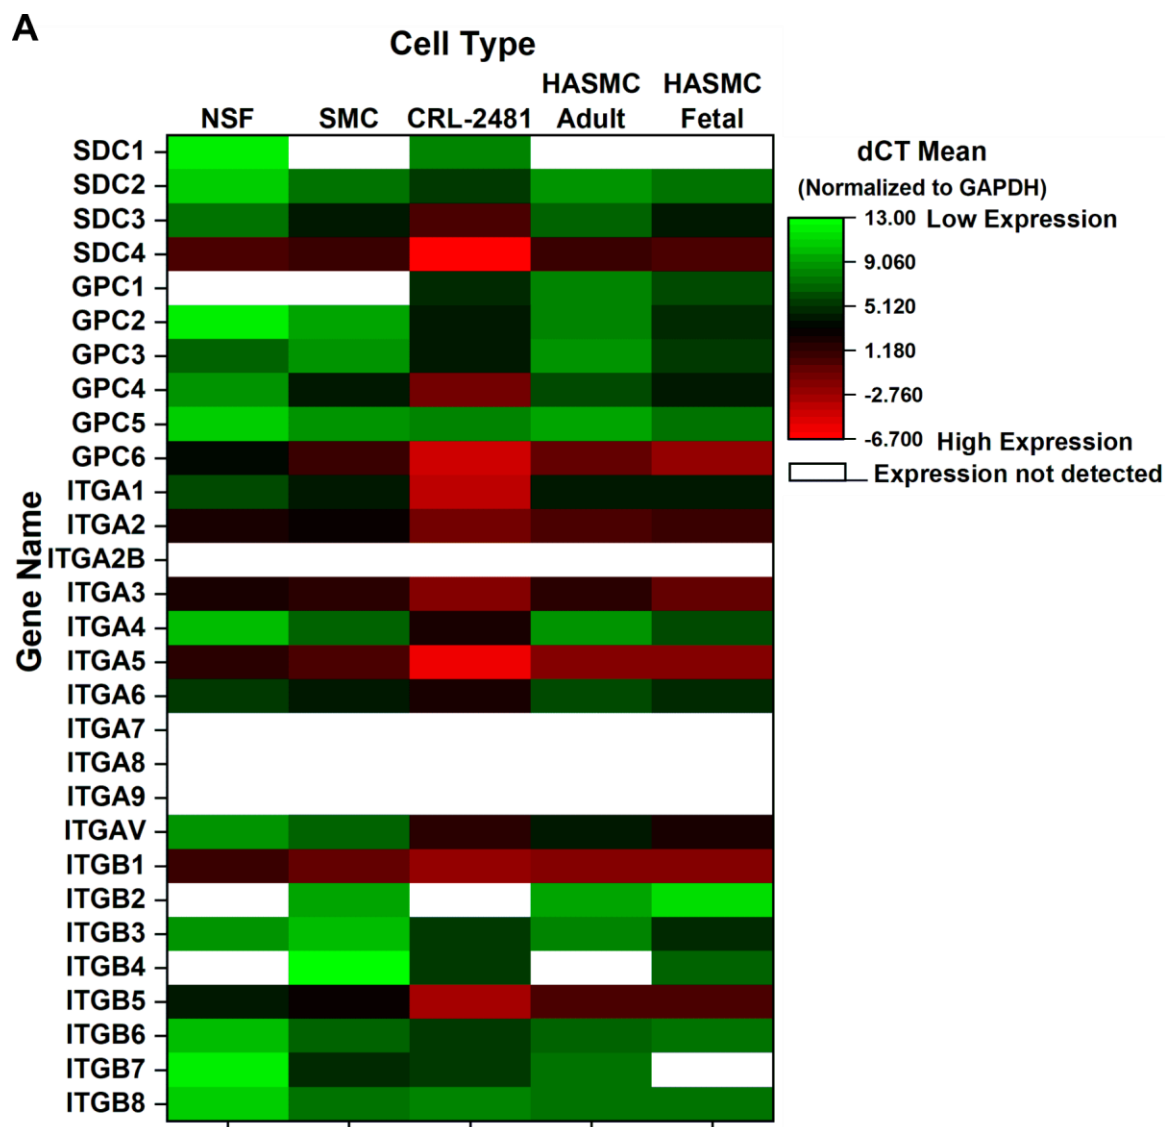 A
Cell Type
HASMC HASMC
NSF SMC CRL-2481 Adult Fetal
SDC1
SDC2
SDC3
SDC4
GPC1
GPC2
GPC3
GPC4
GPC5
GPC6
ITGA1
ITGA2
ITGA2B
ITGA3
ITGA4
ITGA5
ITGA6
ITGA7
ITGA8
ITGA9
ITGAV
ITGB1
ITGB2
ITGB3
ITGB4
ITGB5
ITGB6
ITGB7
ITGB8
Gene Name
dCT Mean
(Normalized to GAPDH)
13.00 Low Expression
9.060
5.120
1.180
-2.760
-6.700 High Expression
Expression not detected